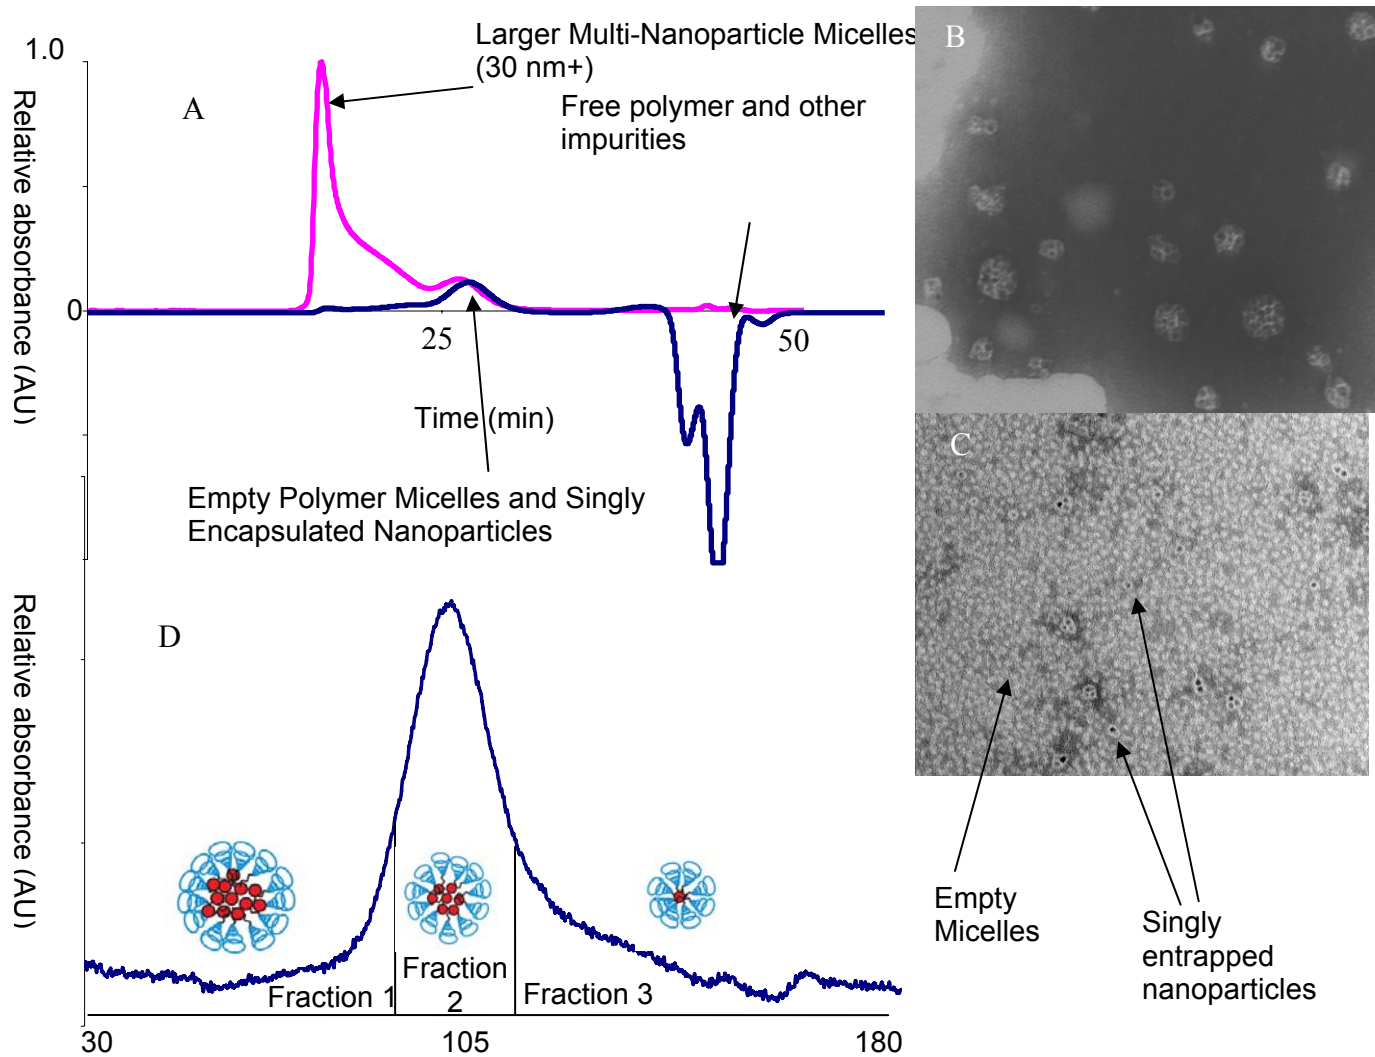 1.0
A
Larger Multi-Nanoparticle Micelles
(30 nm+)
Free polymer and other
impurities
B
Relative absorbance (AU)
0
25
50
Time (min)
Empty Polymer Micelles and Singly
Encapsulated Nanoparticles
C
Relative absorbance (AU)
D
Fraction 1
Fraction
2
Fraction 3
30
105
180
Empty
Micelles
Singly
entrapped
nanoparticles